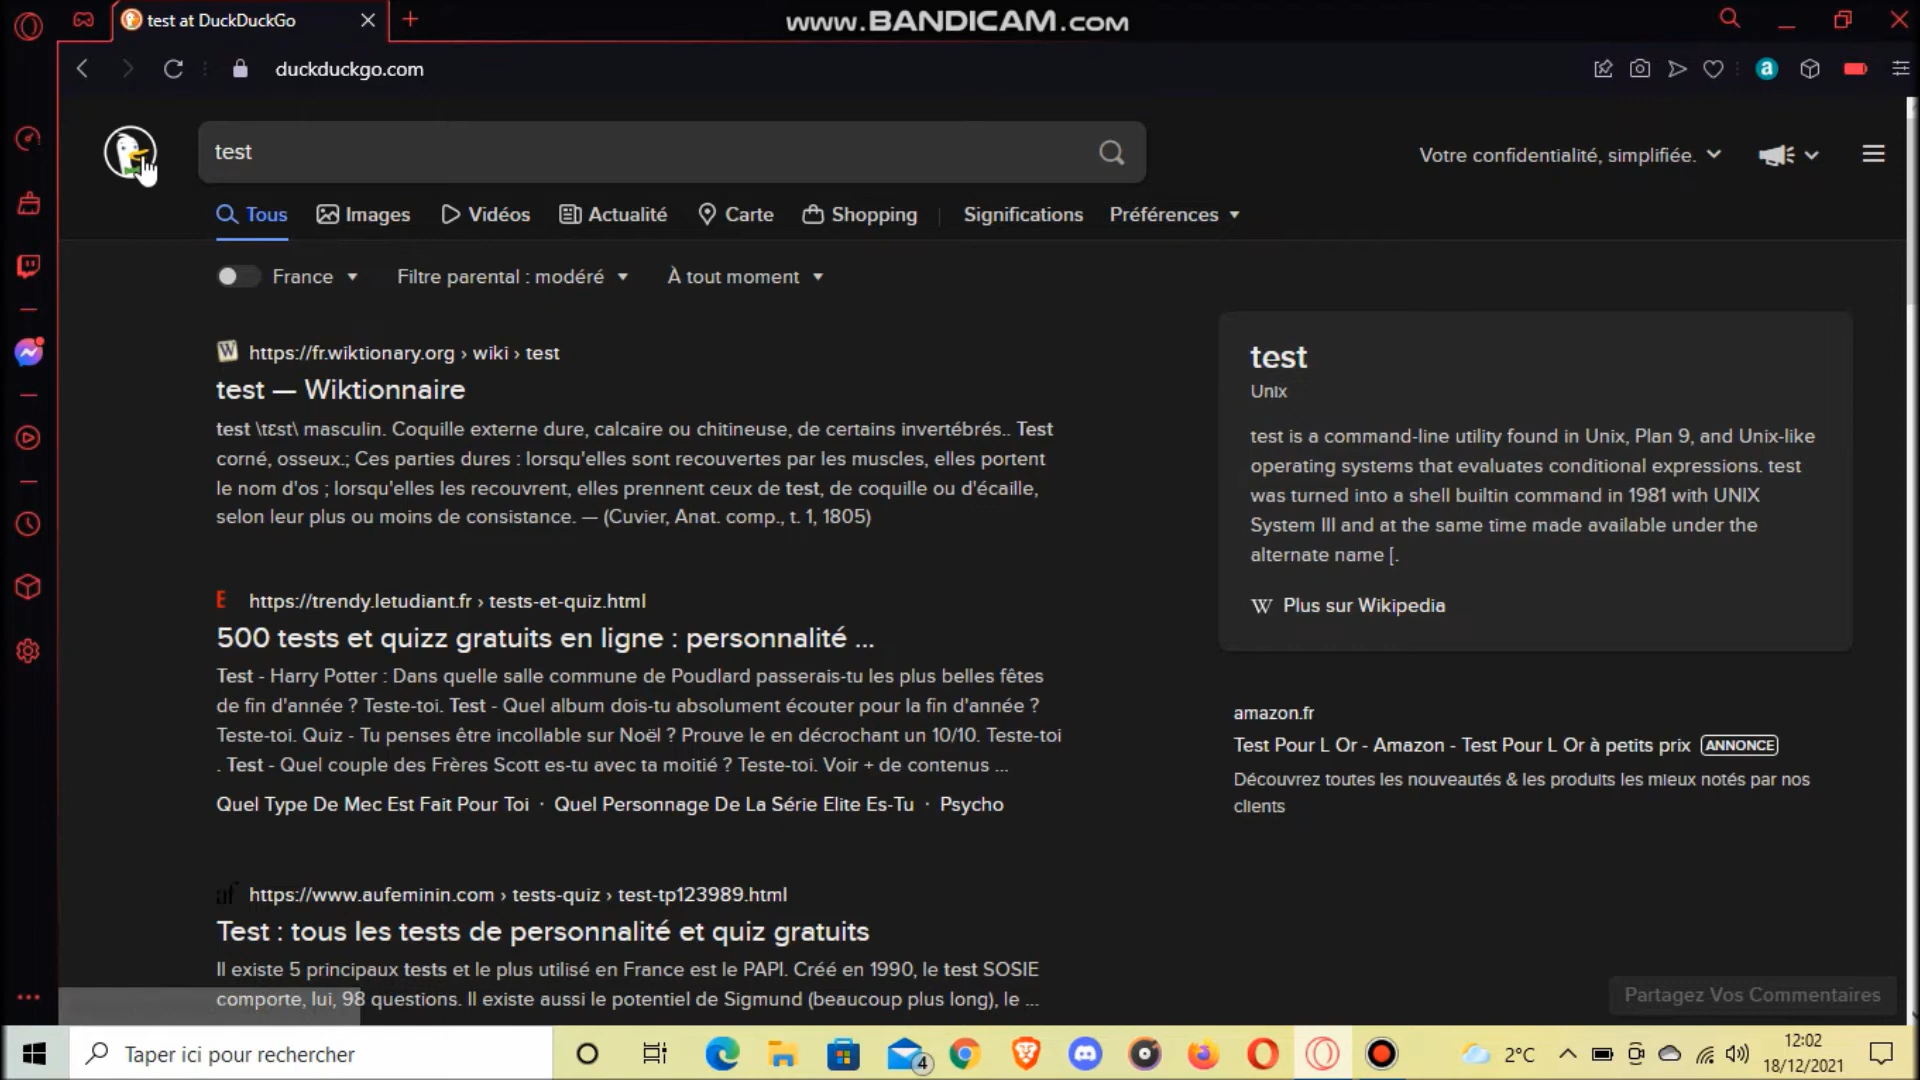 test at DuckDuckGo
www.BANDICAM.com
duckduckgo.com
test
Votre confidentialité, simplifiée.
Tous
Images
Vidéos
Actualité
Carte
Shopping
Significations
Préférences
France
Filtre parental : modéré
À tout moment
https://fr.wiktionary.org › wiki › test
test — Wiktionnaire
test \tɛst\ masculin. Coquille externe dure, calcaire ou chitineuse, de certains invertébrés.. Test
corné, osseux.; Ces parties dures : lorsqu'elles sont recouvertes par les muscles, elles portent
le nom d'os ; lorsqu'elles les recouvrent, elles prennent ceux de test, de coquille ou d'écaille,
selon leur plus ou moins de consistance. — (Cuvier, Anat. comp., t. 1, 1805)
https://trendy.letudiant.fr › tests-et-quiz.html
500 tests et quizz gratuits en ligne : personnalité ...
Test - Harry Potter : Dans quelle salle commune de Poudlard passerais-tu les plus belles fêtes
de fin d'année ? Teste-toi. Test - Quel album dois-tu absolument écouter pour la fin d'année ?
Teste-toi. Quiz - Tu penses être incollable sur Noël ? Prouve le en décrochant un 10/10. Teste-toi
. Test - Quel couple des Frères Scott es-tu avec ta moitié ? Teste-toi. Voir + de contenus ...
Quel Type De Mec Est Fait Pour Toi · Quel Personnage De La Série Elite Es-Tu · Psycho
https://www.aufeminin.com › tests-quiz › test-tp123989.html
Test : tous les tests de personnalité et quiz gratuits
Il existe 5 principaux tests et le plus utilisé en France est le PAPI. Créé en 1990, le test SOSIE
comporte, lui, 98 questions. Il existe aussi le potentiel de Sigmund (beaucoup plus long), le ...
test
Unix
test is a command-line utility found in Unix, Plan 9, and Unix-like
operating systems that evaluates conditional expressions. test
was turned into a shell builtin command in 1981 with UNIX
System III and at the same time made available under the
alternate name [.
W Plus sur Wikipedia
amazon.fr
Test Pour L Or - Amazon - Test Pour L Or à petits prix ANNONCE
Découvrez toutes les nouveautés & les produits les mieux notés par nos
clients
Partagez Vos Commentaires
Taper ici pour rechercher
4
2°C
12:02
18/12/2021